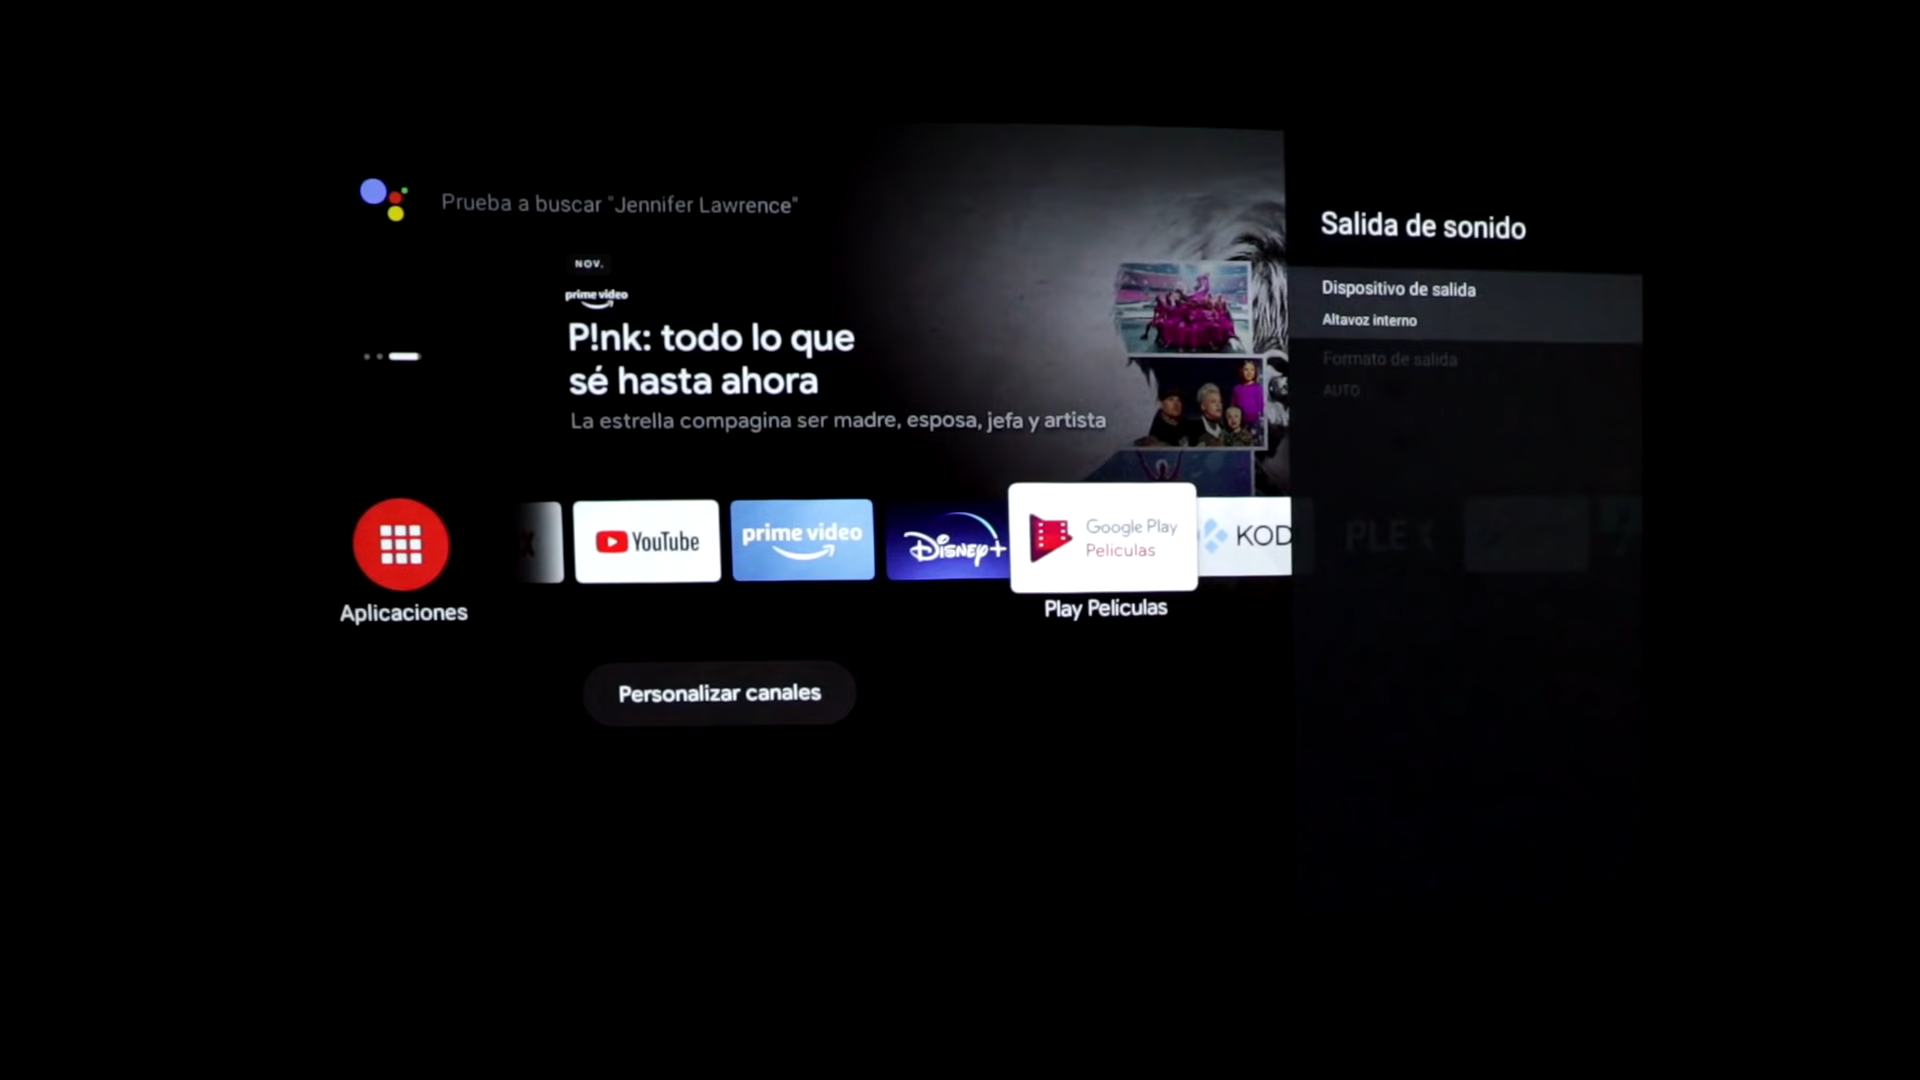 Prueba a buscar "Jennifer Lawrence"
Salida de sonido
NOV.
prime video
Dispositivo de salida
Altavoz interno
P!nk: todo lo que
sé hasta ahora
Formato de salida
AUTO
La estrella compagina ser madre, esposa, jefa y artista
YouTube
prime video
Disney+
Google Play
Películas
KOD
PLEX
Play Películas
Aplicaciones
Personalizar canales